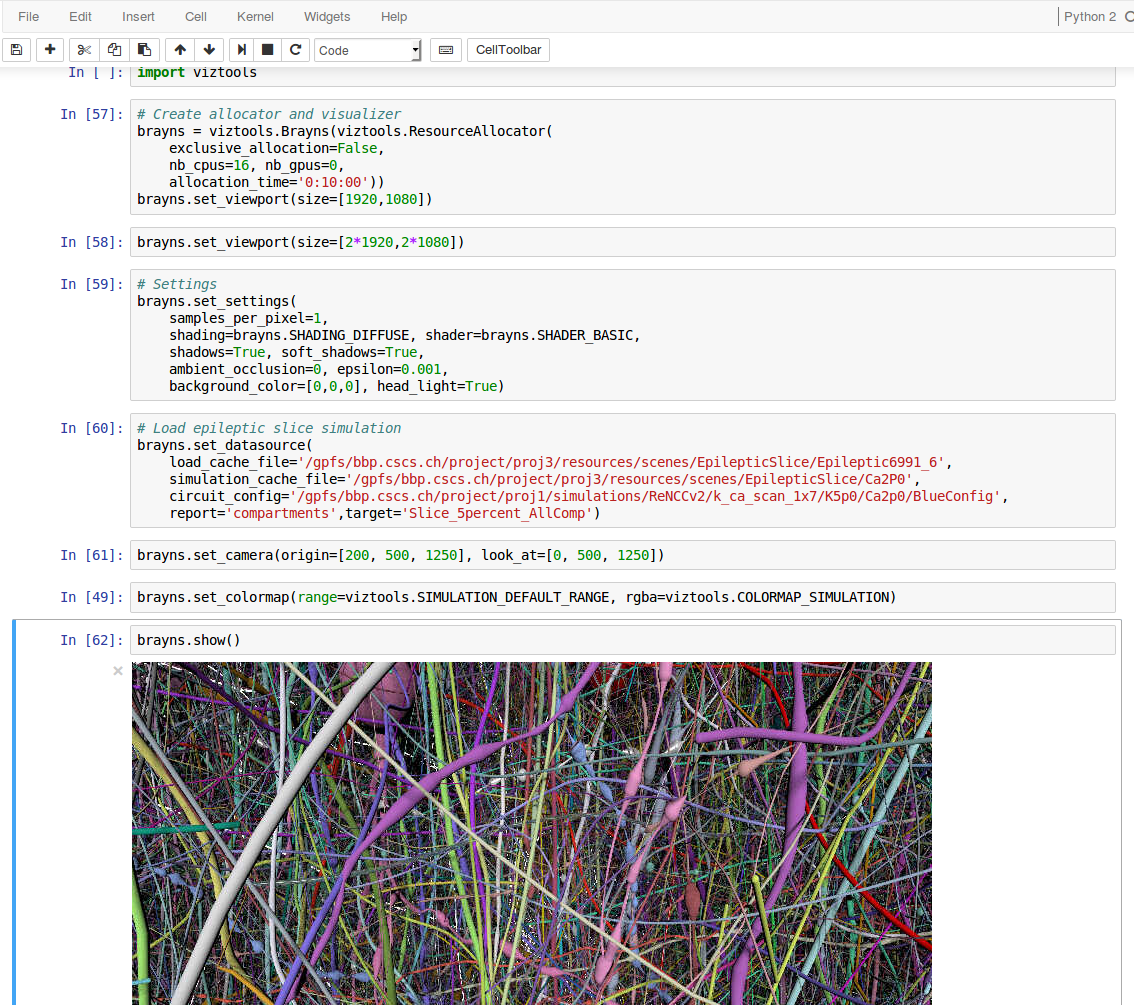 File Edit Insert Cell Kernel Widgets Help Python 2
Code CellToolbar
In [ ]: import viztools
In [57]: # Create allocator and visualizer
brayns = viztools.Brayns(viztools.ResourceAllocator(
    exclusive_allocation=False,
    nb_cpus=16, nb_gpus=0,
    allocation_time='0:10:00'))
brayns.set_viewport(size=[1920,1080])
In [58]: brayns.set_viewport(size=[2*1920,2*1080])
In [59]: # Settings
brayns.set_settings(
    samples_per_pixel=1,
    shading=brayns.SHADING_DIFFUSE, shader=brayns.SHADER_BASIC,
    shadows=True, soft_shadows=True,
    ambient_occlusion=0, epsilon=0.001,
    background_color=[0,0,0], head_light=True)
In [60]: # Load epileptic slice simulation
brayns.set_datasource(
    load_cache_file='/gpfs/bbp.cscs.ch/project/proj3/resources/scenes/EpilepticSlice/Epileptic6991_6',
    simulation_cache_file='/gpfs/bbp.cscs.ch/project/proj3/resources/scenes/EpilepticSlice/Ca2P0',
    circuit_config='/gpfs/bbp.cscs.ch/project/proj1/simulations/ReNCCv2/k_ca_scan_1x7/K5p0/Ca2p0/BlueConfig',
    report='compartments',target='Slice_5percent_AllComp')
In [61]: brayns.set_camera(origin=[200, 500, 1250], look_at=[0, 500, 1250])
In [49]: brayns.set_colormap(range=viztools.SIMULATION_DEFAULT_RANGE, rgba=viztools.COLORMAP_SIMULATION)
In [62]: brayns.show()